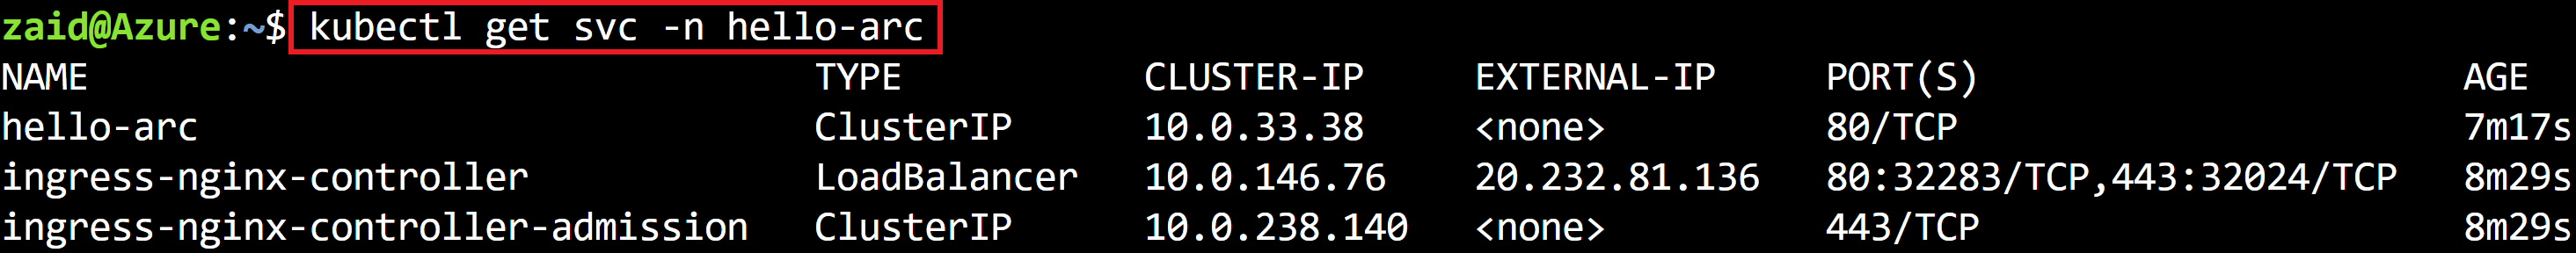 zaid@Azure:~$ kubectl get svc -n hello-arc
NAME TYPE CLUSTER-IP EXTERNAL-IP PORT(S) AGE
hello-arc ClusterIP 10.0.33.38 <none> 80/TCP 7m17s
ingress-nginx-controller LoadBalancer 10.0.146.76 20.232.81.136 80:32283/TCP,443:32024/TCP 8m29s
ingress-nginx-controller-admission ClusterIP 10.0.238.140 <none> 443/TCP 8m29s